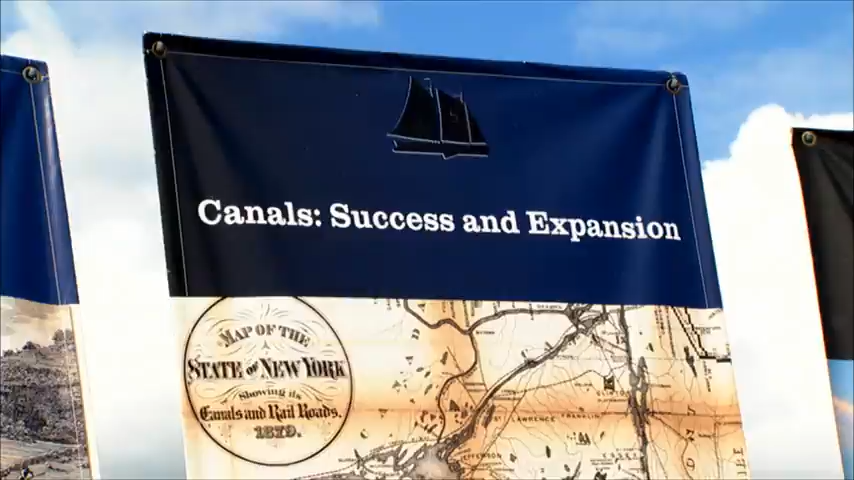 Canals: Success and Expansion
MAP OF THE
STATE OF NEW YORK
Showing its
Canals and Rail Roads.
1879.
ST LAWRENCE
FRANKLIN
CLINTON
JEFFERSON
ESSEX